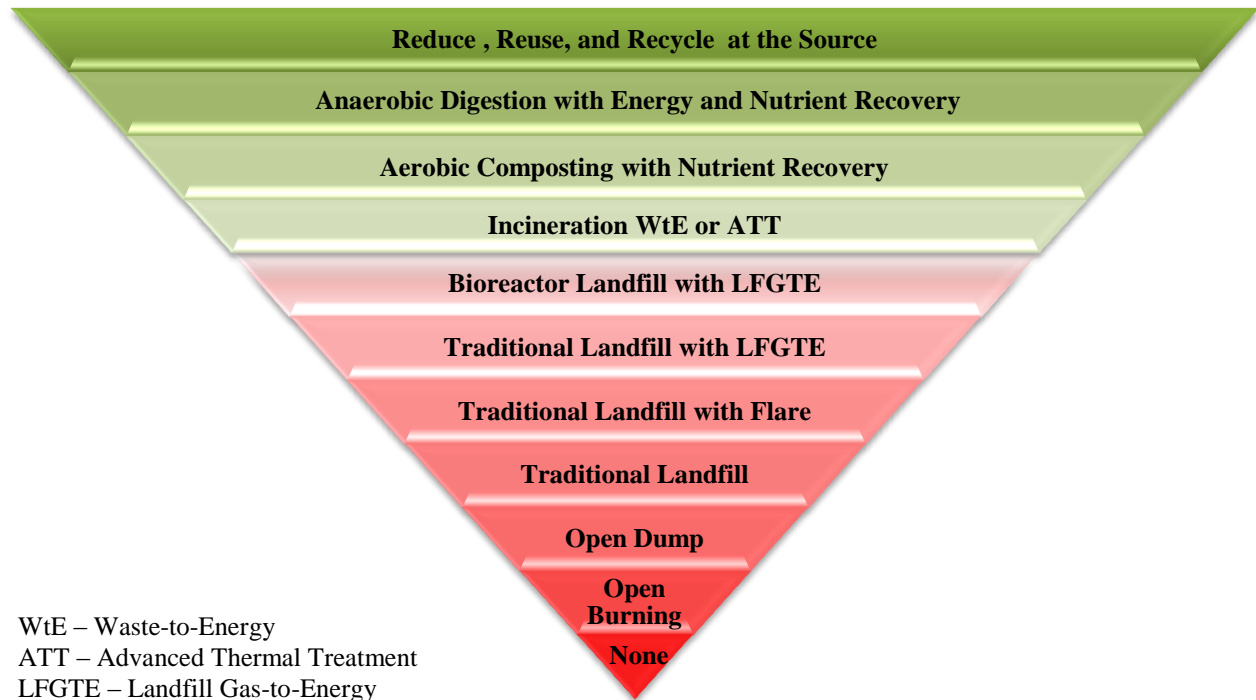 Reduce , Reuse, and Recycle at the Source
Anaerobic Digestion with Energy and Nutrient Recovery
Aerobic Composting with Nutrient Recovery
Incineration WtE or ATT
Bioreactor Landfill with LFGTE
Traditional Landfill with LFGTE
Traditional Landfill with Flare
Traditional Landfill
Open Dump
Open
Burning
None
WtE – Waste-to-Energy
ATT – Advanced Thermal Treatment
LFGTE – Landfill Gas-to-Energy